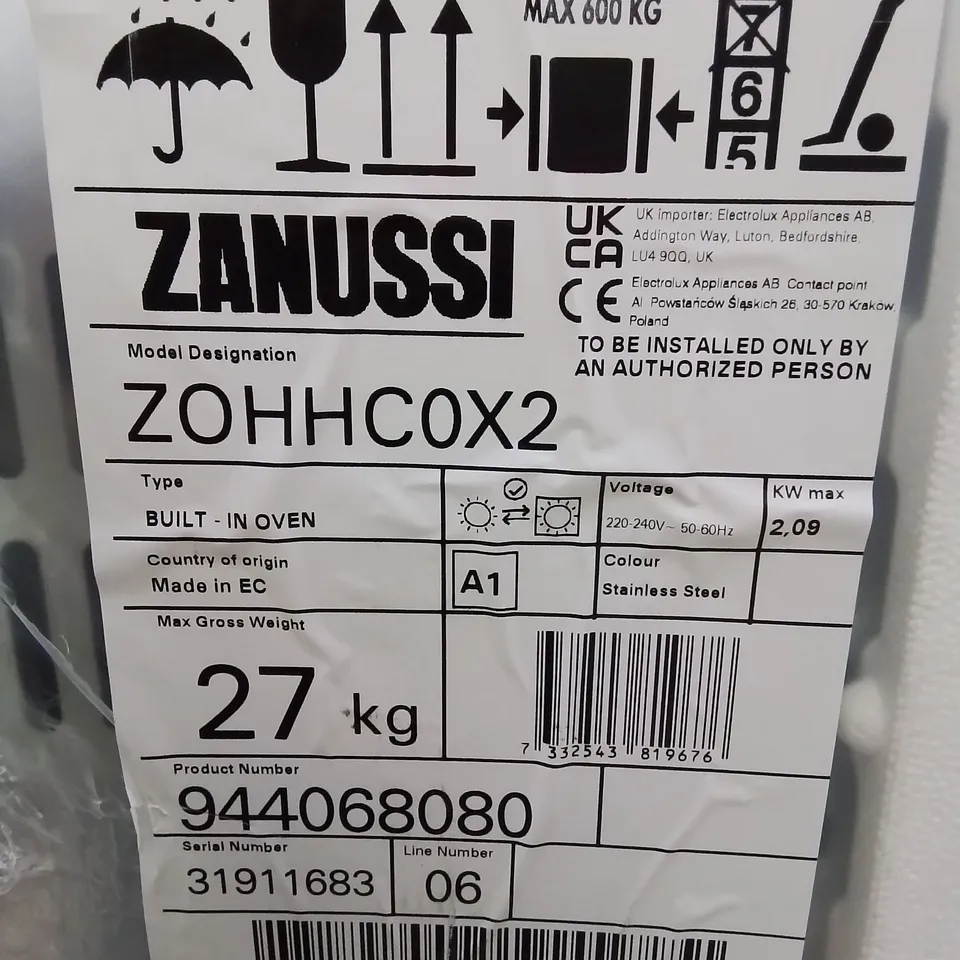 MAX 600 KG
7
6
5
ZANUSSI
UK
CA
UK importer: Electrolux Appliances AB,
Addington Way, Luton, Bedfordshire,
LU4 9QQ, UK
CE
Electrolux Appliances AB Contact point
Al Powstańców Śląskich 26, 30-570 Kraków
Poland
TO BE INSTALLED ONLY BY
AN AUTHORIZED PERSON
Model Designation
ZOHHC0X2
Type
BUILT - IN OVEN
Voltage
220-240V~ 50-60Hz
KW max
2,09
Country of origin
Made in EC
A1
Colour
Stainless Steel
Max Gross Weight
27 kg
7 332543 819676
Product Number
944068080
Serial Number
31911683
Line Number
06